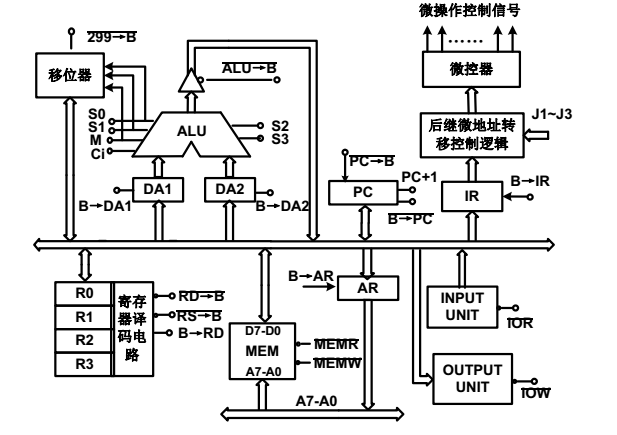 微操作控制信号
299→B
......
移位器
ALU→B
微控器
S0
S1
M
Ci
ALU
S2
S3
J1~J3
后继微地址转
移控制逻辑
PC→B
PC+1
B→PC
PC
B→IR
IR
DA1
DA2
B→DA1
B→DA2
R0
R1
R2
R3
寄存
器译
码电
路
RD→B
RS→B
B→RD
B→AR
AR
D7-D0
MEM
A7-A0
MEMR
MEMW
INPUT
UNIT
IOR
OUTPUT
UNIT
IOW
A7-A0